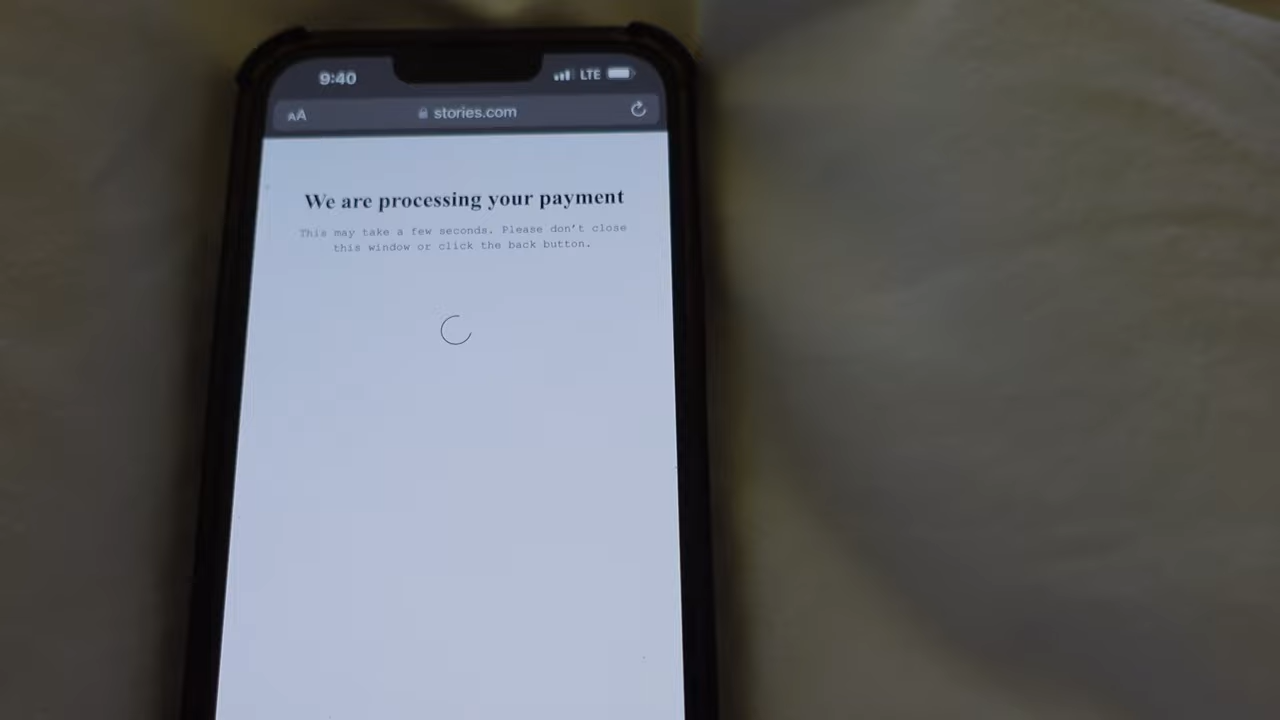 9:40
LTE
AA
stories.com
We are processing your payment
This may take a few seconds. Please don't close
this window or click the back button.